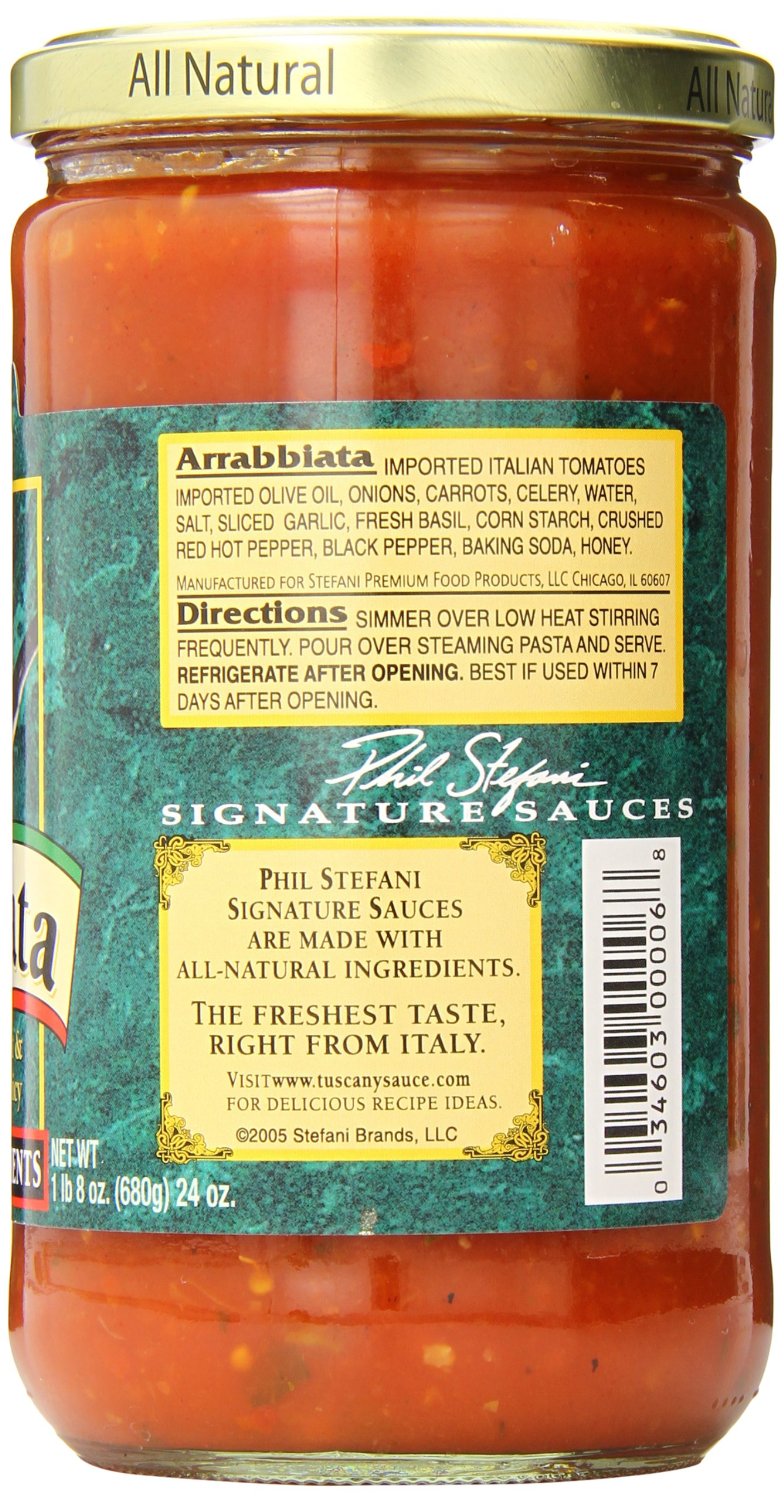 All Natural
All Natura
Arrabbiata IMPORTED ITALIAN TOMATOES
IMPORTED OLIVE OIL, ONIONS, CARROTS, CELERY, WATER,
SALT, SLICED GARLIC, FRESH BASIL, CORN STARCH, CRUSHED
RED HOT PEPPER, BLACK PEPPER, BAKING SODA, HONEY.
MANUFACTURED FOR STEFANI PREMIUM FOOD PRODUCTS, LLC CHICAGO, IL 60607
Directions SIMMER OVER LOW HEAT STIRRING
FREQUENTLY. POUR OVER STEAMING PASTA AND SERVE.
REFRIGERATE AFTER OPENING. BEST IF USED WITHIN 7
DAYS AFTER OPENING.
Phil Stefani
SIGNATURE SAUCES
PHIL STEFANI
SIGNATURE SAUCES
ARE MADE WITH
ALL-NATURAL INGREDIENTS.
THE FRESHEST TASTE,
RIGHT FROM ITALY.
VISIT www.tuscanysauce.com
FOR DELICIOUS RECIPE IDEAS.
©2005 Stefani Brands, LLC
0 34603 00006 8
ata
&
ENTS
NET WT
1 lb 8 oz. (680g) 24 oz.